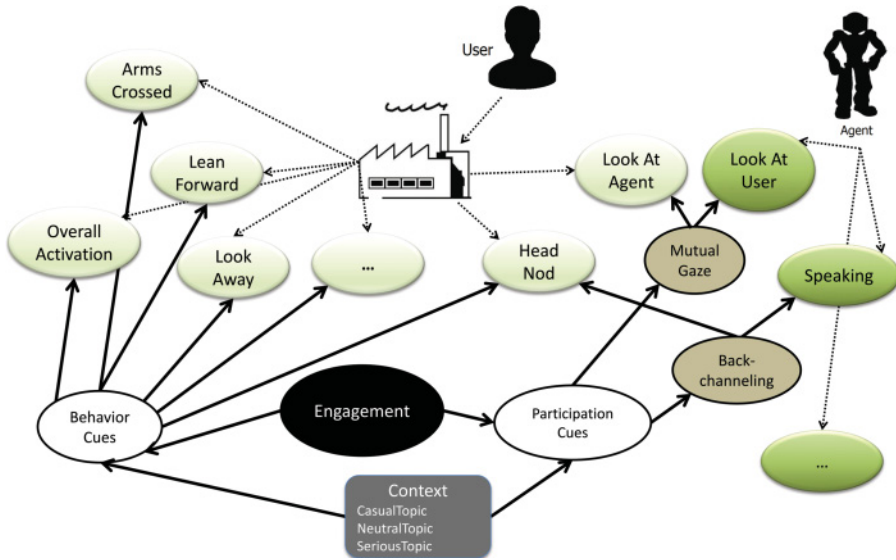 User
Agent
Arms
Crossed
Lean
Forward
Look At
Agent
Look At
User
Overall
Activation
Look
Away
...
Head
Nod
Mutual
Gaze
Speaking
Back-
channeling
Behavior
Cues
Engagement
Participation
Cues
...
Context
CasualTopic
NeutralTopic
SeriousTopic